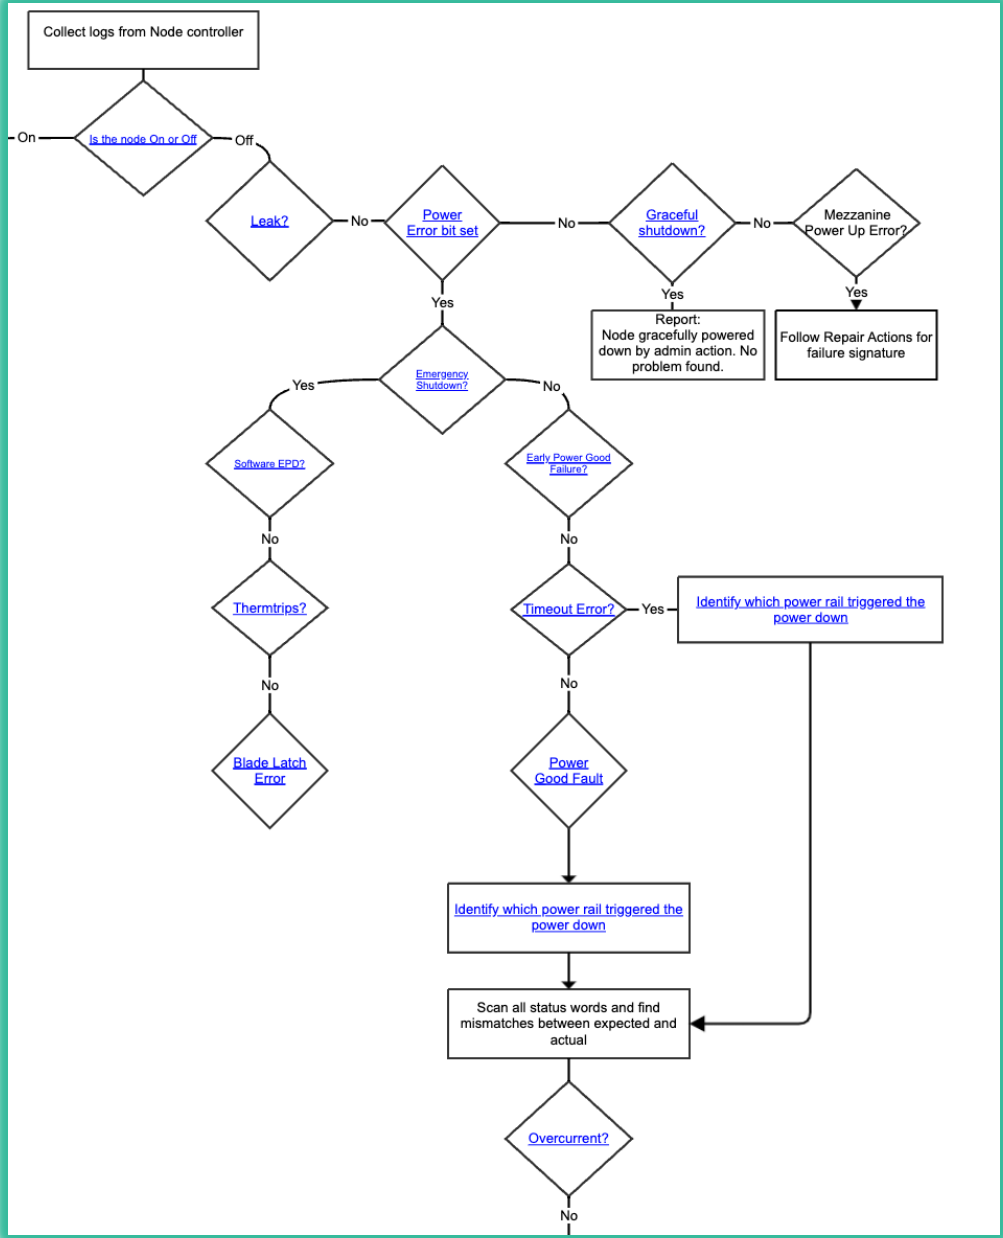 Collect logs from Node controller
On
Is the node On or Off
Off
Leak?
No
Power
Error bit set
No
Graceful
shutdown?
No
Mezzanine
Power Up Error?
Yes
Yes
Yes
Report:
Node gracefully powered
down by admin action. No
problem found.
Follow Repair Actions for
failure signature
Emergency
Shutdown?
Yes
No
Software EPD?
Early Power Good
Failure?
No
No
Thermtrips?
Timeout Error?
Yes
Identify which power rail triggered the
power down
No
No
Blade Latch
Error
Power
Good Fault
Identify which power rail triggered the
power down
Scan all status words and find
mismatches between expected and
actual
Overcurrent?
No